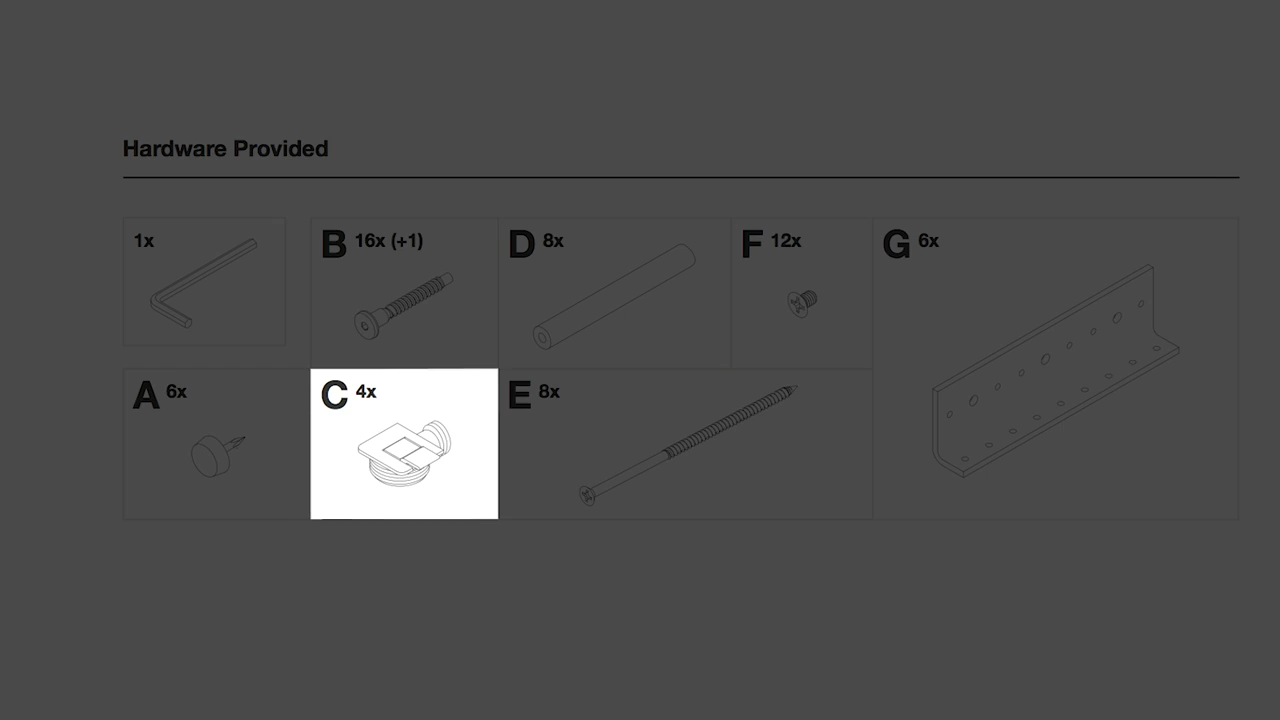 Hardware Provided
1x
B 16x (+1)
D 8x
F 12x
G 6x
A 6x
C 4x
E 8x